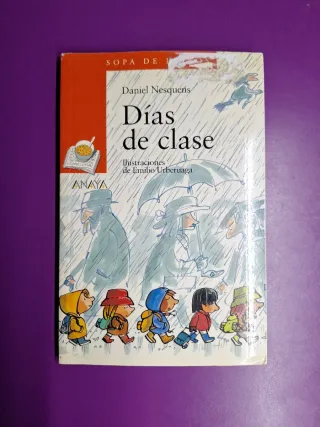 SOPA DE
Daniel Nesquens
Días
de clase
Ilustraciones
de Emilio Urberuaga
ANAYA